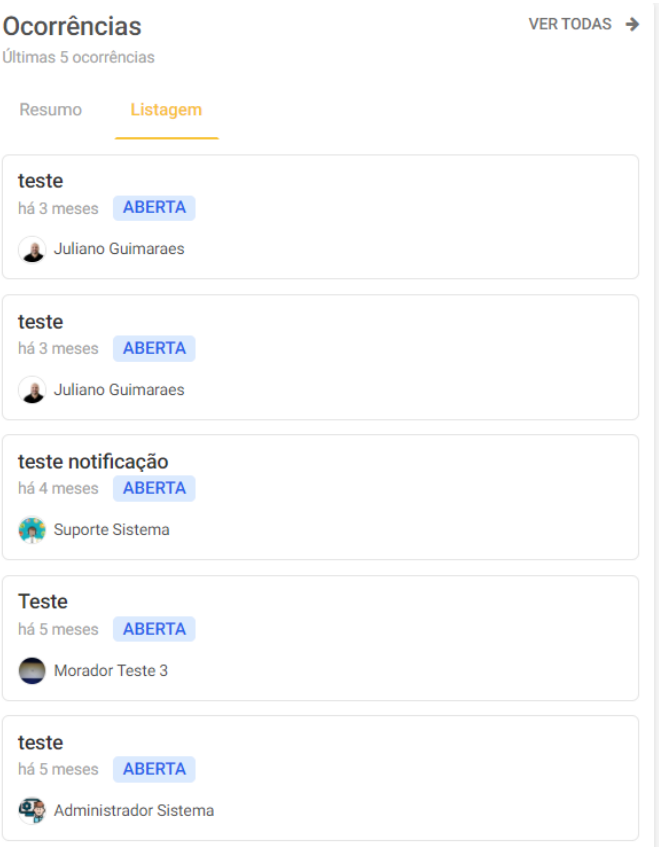 Ocorrências
VER TODAS
Últimas 5 ocorrências
Resumo
Listagem
teste
há 3 meses ABERTA
Juliano Guimaraes
teste
há 3 meses ABERTA
Juliano Guimaraes
teste notificação
há 4 meses ABERTA
Suporte Sistema
Teste
há 5 meses ABERTA
Morador Teste 3
teste
há 5 meses ABERTA
Administrador Sistema